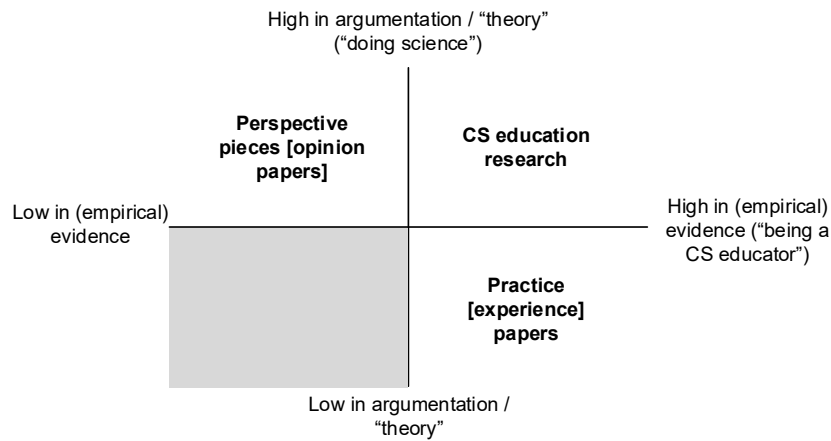 High in argumentation / “theory”
(“doing science”)
Perspective
pieces [opinion
papers]
CS education
research
Low in (empirical)
evidence
High in (empirical)
evidence (“being a
CS educator”)
Practice
[experience]
papers
Low in argumentation /
“theory”